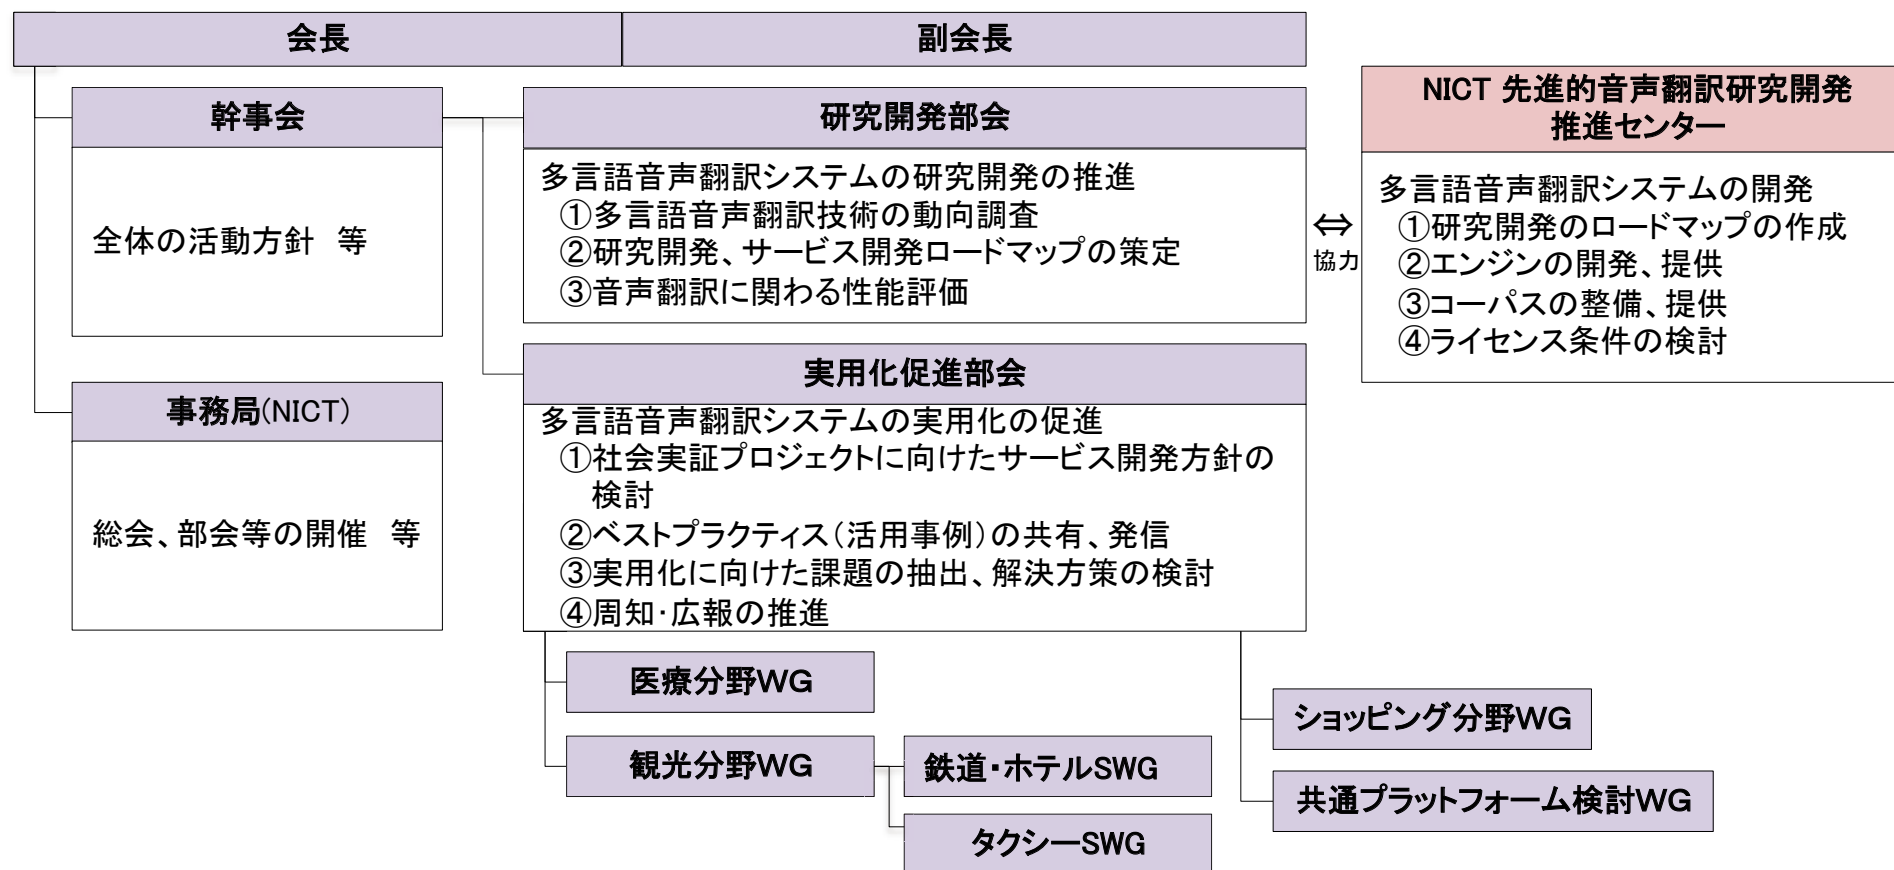 会長
副会長
幹事会
全体の活動方針　等
事務局(NICT)
総会、部会等の開催　等
研究開発部会
多言語音声翻訳システムの研究開発の推進
①多言語音声翻訳技術の動向調査
②研究開発、サービス開発ロードマップの策定
③音声翻訳に関わる性能評価
⇔
協力
NICT 先進的音声翻訳研究開発
推進センター
多言語音声翻訳システムの開発
①研究開発のロードマップの作成
②エンジンの開発、提供
③コーパスの整備、提供
④ライセンス条件の検討
実用化促進部会
多言語音声翻訳システムの実用化の促進
①社会実証プロジェクトに向けたサービス開発方針の
検討
②ベストプラクティス（活用事例）の共有、発信
③実用化に向けた課題の抽出、解決方策の検討
④周知･広報の推進
医療分野ＷＧ
観光分野ＷＧ
鉄道・ホテルSWG
タクシーSWG
ショッピング分野ＷＧ
共通プラットフォーム検討ＷＧ